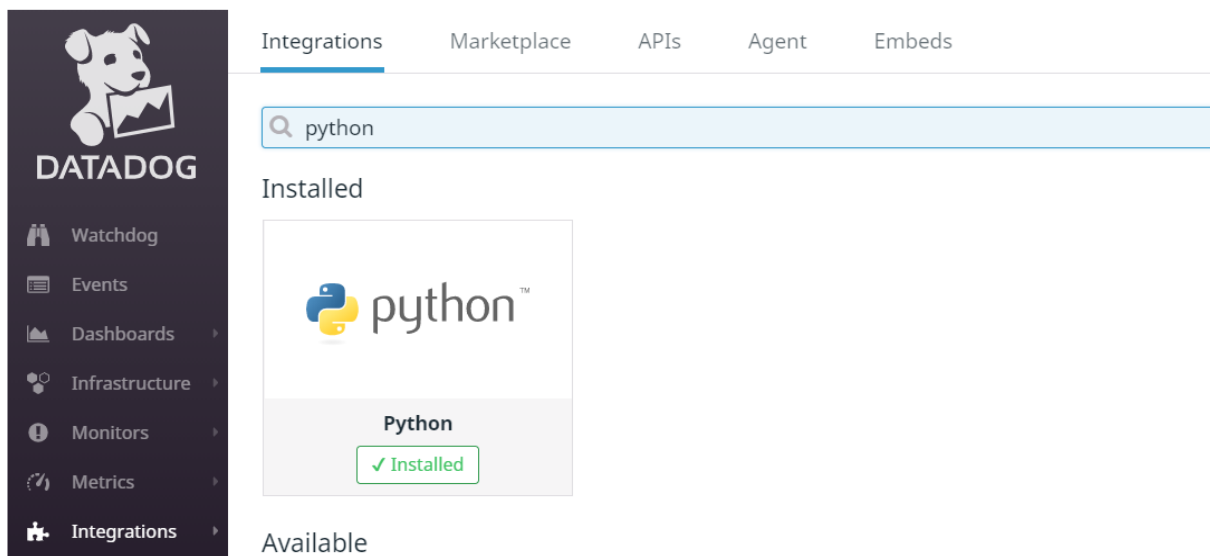 DATADOG
Watchdog
Events
Dashboards
Infrastructure
Monitors
Metrics
Integrations
Integrations Marketplace APIs Agent Embeds
python
Installed
python™
Python
✓ Installed
Available